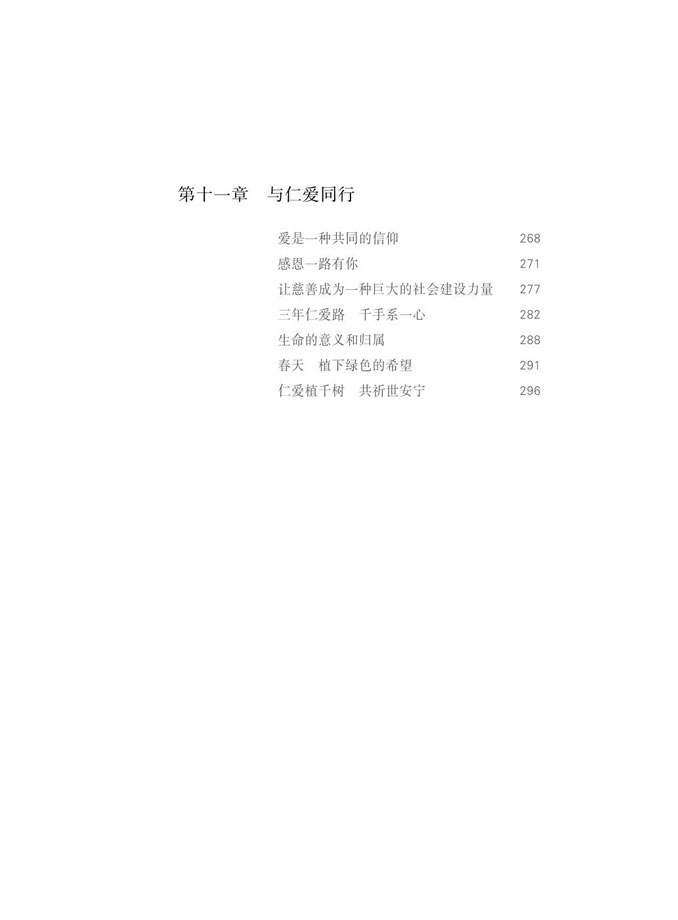 第十一章　与仁爱同行
爱是一种共同的信仰 268
感恩一路有你 271
让慈善成为一种巨大的社会建设力量 277
三年仁爱路　千手系一心 282
生命的意义和归属 288
春天　植下绿色的希望 291
仁爱植千树　共祈世安宁 296